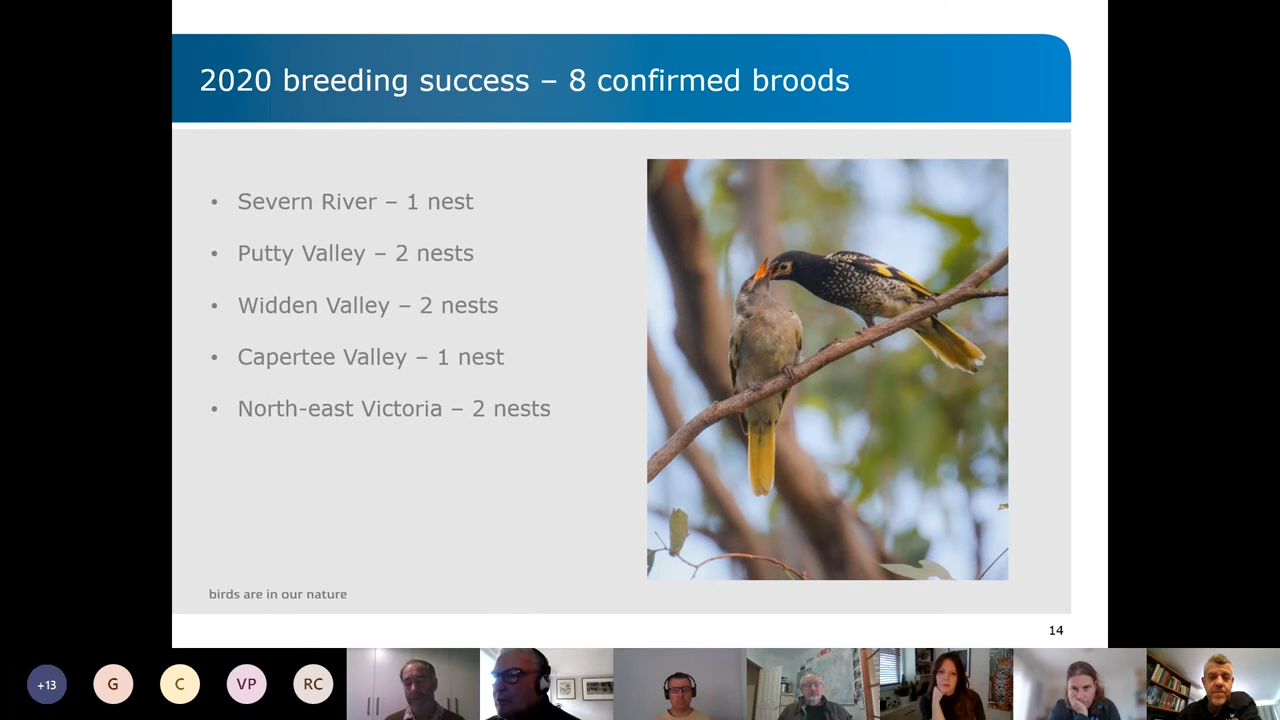 2020 breeding success – 8 confirmed broods
• Severn River – 1 nest
• Putty Valley – 2 nests
• Widden Valley – 2 nests
• Capertee Valley – 1 nest
• North-east Victoria – 2 nests
birds are in our nature
14
+13 G C VP RC